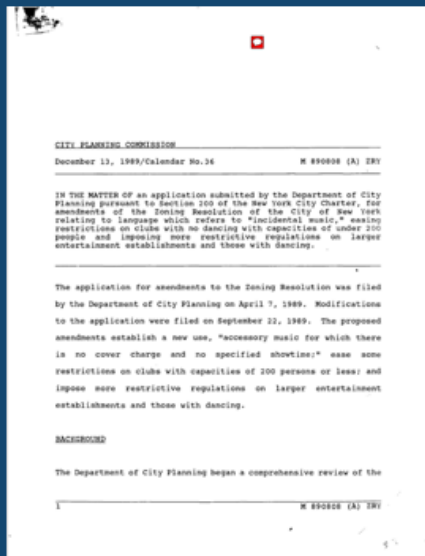 CITY PLANNING COMMISSION
December 13, 1989/Calendar No.36 M 890808 (A) ZRY
IN THE MATTER OF an application submitted by the Department of City
Planning pursuant to Section 200 of the New York City Charter, for
amendments of the Zoning Resolution of the City of New York
relating to language which refers to "incidental music," easing
restrictions on clubs with no dancing with capacities of under 200
people and imposing more restrictive regulations on larger
entertainment establishments and those with dancing.
The application for amendments to the Zoning Resolution was filed
by the Department of City Planning on April 7, 1989. Modifications
to the application were filed on September 22, 1989. The proposed
amendments establish a new use, "accessory music for which there
is no cover charge and no specified showtime;" ease some
restrictions on clubs with capacities of 200 persons or less; and
impose more restrictive regulations on larger entertainment
establishments and those with dancing.
BACKGROUND
The Department of City Planning began a comprehensive review of the
1 M 890808 (A) ZRY